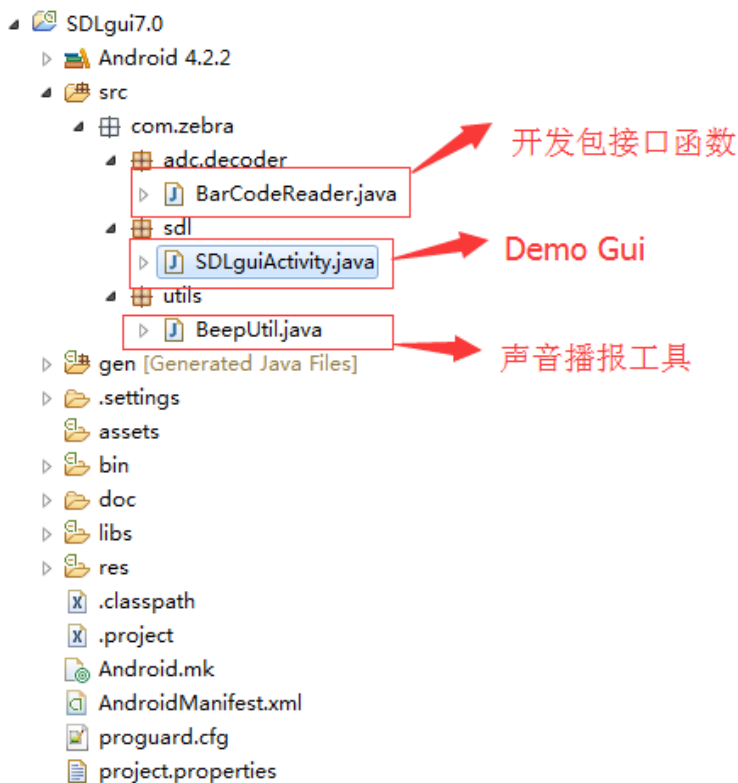 SDLgui7.0
Android 4.2.2
src
com.zebra
adc.decoder
开发包接口函数
BarCodeReader.java
sdl
Demo Gui
SDLguiActivity.java
utils
BeepUtil.java
声音播报工具
gen [Generated Java Files]
.settings
assets
bin
doc
libs
res
.classpath
.project
Android.mk
AndroidManifest.xml
proguard.cfg
project.properties